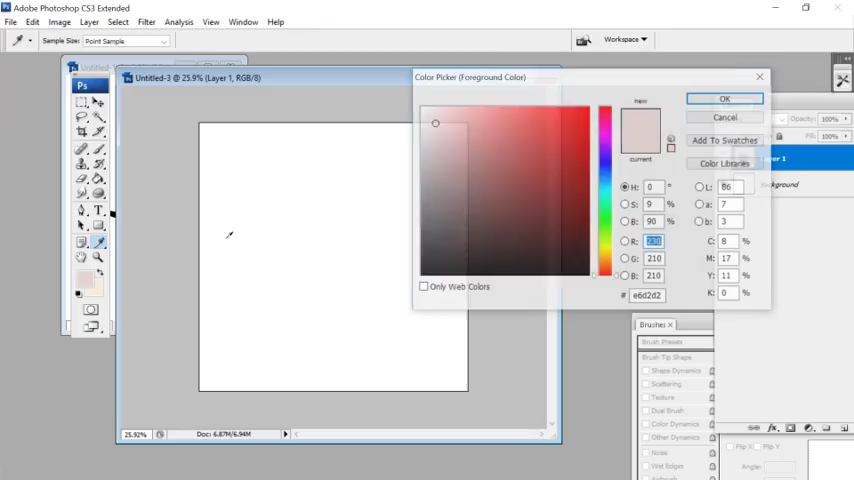 Adobe Photoshop CS3 Extended
File Edit Image Layer Select Filter Analysis View Window Help
Sample Size: Point Sample
Workspace
Ps
Untitled-3 @ 25.9% (Layer 1, RGB/8)
Color Picker (Foreground Color)
new
current
OK
Cancel
Add To Swatches
Color Libraries
H: 0 °
S: 9 %
B: 90 %
R: 230
G: 210
B: 210
# e6d2d2
L: 86
a: 7
b: 3
C: 8 %
M: 17 %
Y: 11 %
K: 0 %
Only Web Colors
Opacity: 100%
Fill: 100%
Layer 1
Background
Brushes ×
Brush Presets
Brush Tip Shape
Shape Dynamics
Scattering
Texture
Dual Brush
Color Dynamics
Other Dynamics
Noise
Wet Edges
Airbrush
Flip X Flip Y
Angle:
25.92% Doc: 6.87M/6.94M